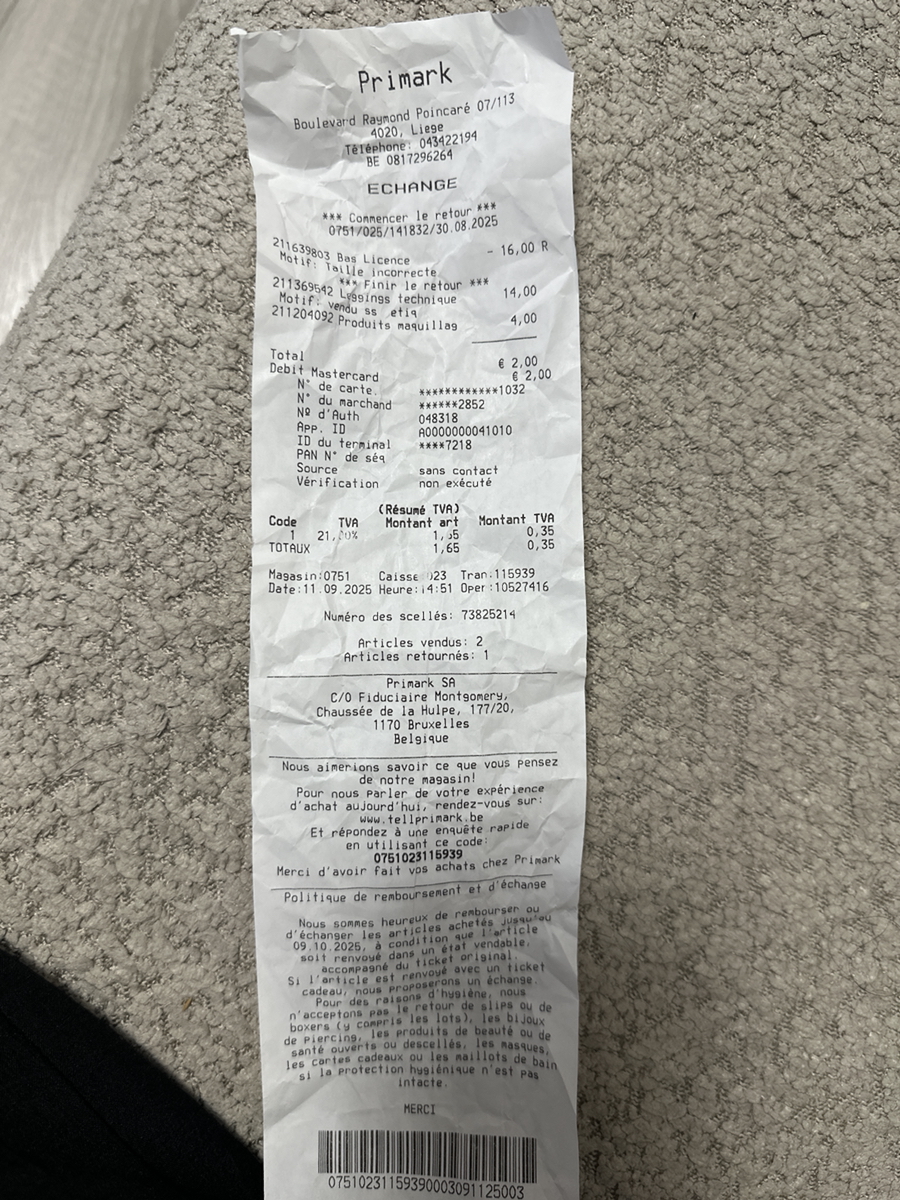 Primark
Boulevard Raymond Poincaré 07/113
4020, Liege
Téléphone: 043422194
BE 0817296264
ECHANGE
*** Commencer le retour ***
0751/025/141832/30.08.2025
211639803 Bas Licence - 16,00 R
Motif: Taille incorrecte
*** Finir le retour ***
211369542 Leggings technique 14,00
Motif: vendu ss etiq
211204092 Produits maquillag 4,00
Total € 2,00
Debit Mastercard € 2,00
N° de carte. ************1032
N° du marchand ******2852
Nº d'Auth 048318
App. ID A0000000041010
ID du terminal ****7218
PAN N° de séq
Source sans contact
Vérification non exécuté
(Résumé TVA)
Code TVA Montant art Montant TVA
1 21,00% 1,65 0,35
TOTAUX 1,65 0,35
Magasin:0751 Caisse 023 Tran:115939
Date:11.09.2025 Heure:14:51 Oper:10527416
Numéro des scellés: 73825214
Articles vendus: 2
Articles retournés: 1
Primark SA
C/O Fiduciaire Montgomery,
Chaussée de la Hulpe, 177/20,
1170 Bruxelles
Belgique
Nous aimerions savoir ce que vous pensez
de notre magasin!
Pour nous parler de votre expérience
d'achat aujourd'hui, rendez-vous sur:
www.tellprimark.be
Et répondez à une enquête rapide
en utilisant ce code:
0751023115939
Merci d'avoir fait vos achats chez Primark
Politique de remboursement et d'échange
Nous sommes heureux de rembourser ou
d'échanger les articles achetés jusqu'au
09.10.2025, à condition que l'article
soit renvoyé dans un état vendable,
accompagné du ticket original.
Si l'article est renvoyé avec un ticket
cadeau, nous proposerons un échange.
Pour des raisons d'hygiène, nous
n'acceptons pas le retour de slips ou de
boxers (y compris les lots), les bijoux
de piercing, les produits de beauté ou de
santé ouverts ou descellés, les masques,
les cartes cadeaux ou les maillots de bain
si la protection hygiénique n'est pas
intacte.
MERCI
07510231159390003091125003